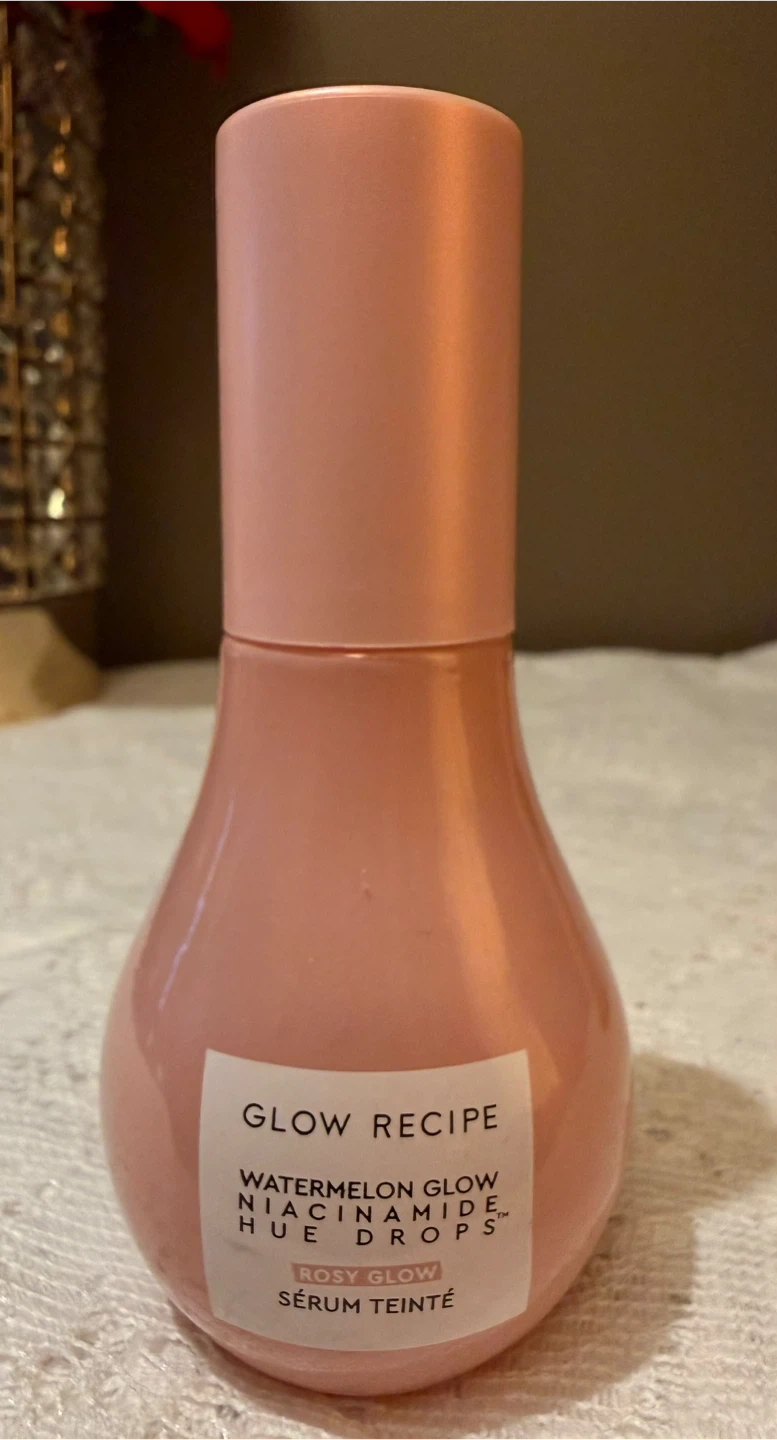 GLOW RECIPE
WATERMELON GLOW
NIACINAMIDE
HUE DROPS™
ROSY GLOW
SÉRUM TEINTÉ